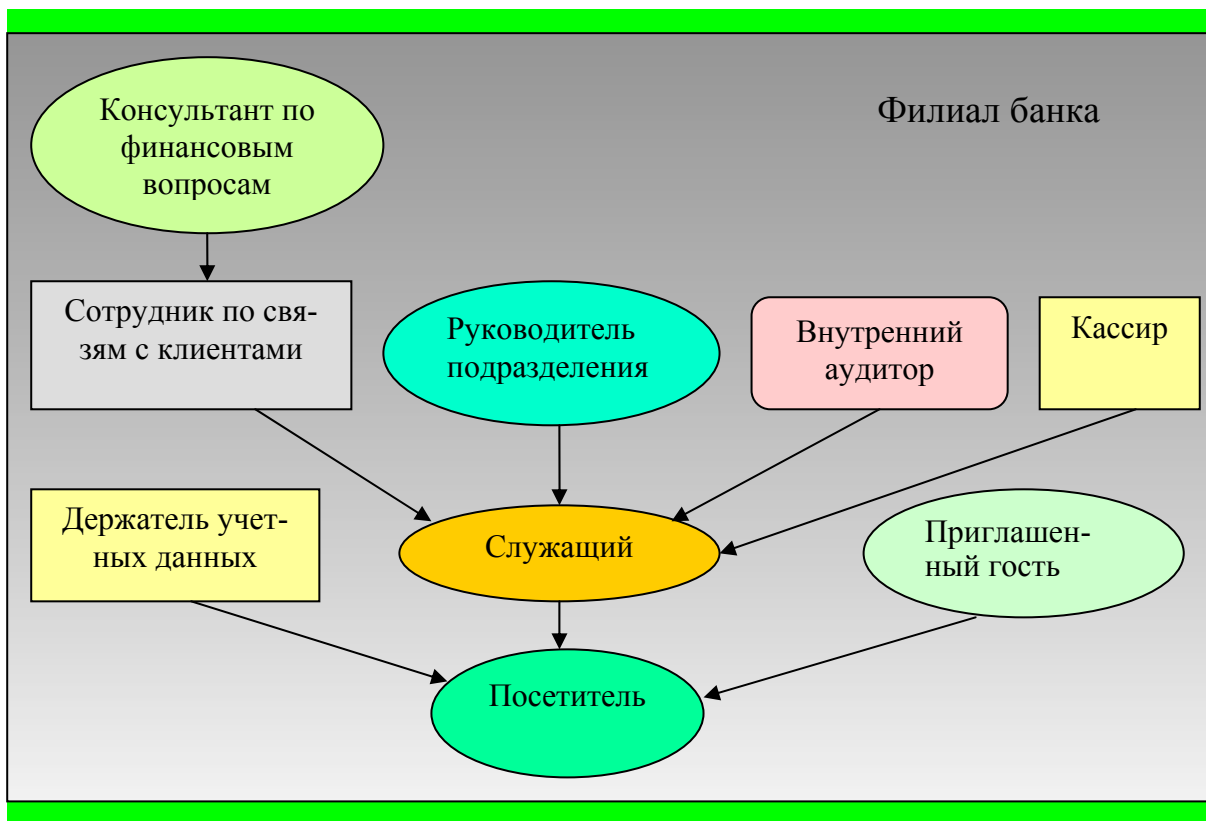 Филиал банка
Консультант по
финансовым
вопросам
Сотрудник по свя-
зям с клиентами
Руководитель
подразделения
Внутренний
аудитор
Кассир
Держатель учет-
ных данных
Служащий
Приглашен-
ный гость
Посетитель